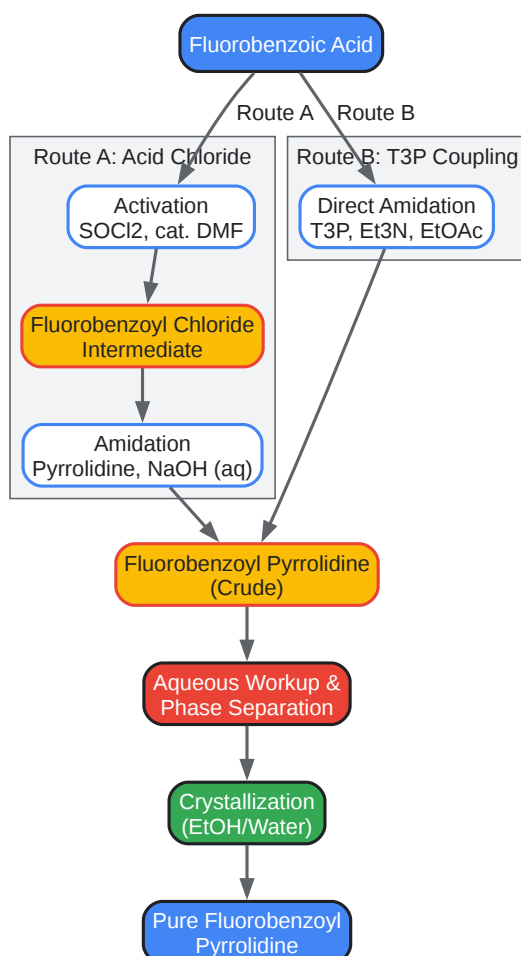 Fluorobenzoic Acid
Route A
Route B
Route A: Acid Chloride
Route B: T3P Coupling
Activation
SOCl2, cat. DMF
Direct Amidation
T3P, Et3N, EtOAc
Fluorobenzoyl Chloride
Intermediate
Amidation
Pyrrolidine, NaOH (aq)
Fluorobenzoyl Pyrrolidine
(Crude)
Aqueous Workup &
Phase Separation
Crystallization
(EtOH/Water)
Pure Fluorobenzoyl
Pyrrolidine